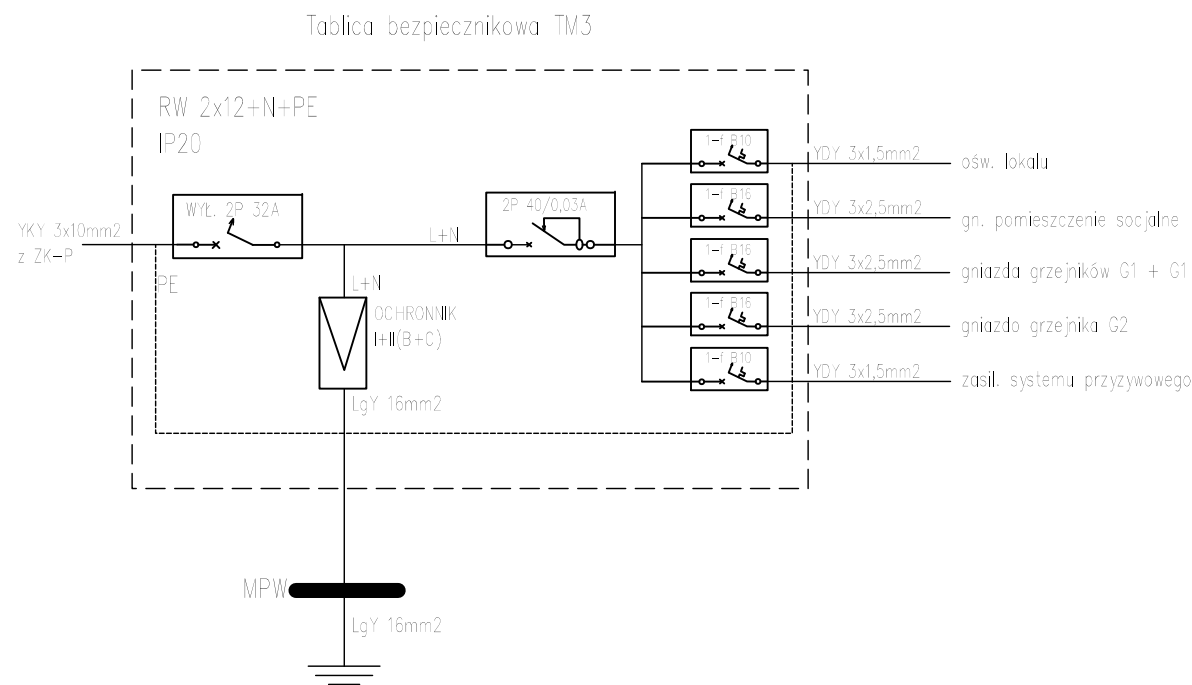 Tablica bezpiecznikowa TM3
RW 2x12+N+PE
IP20
YKY 3x10mm2
z ZK-P
WYŁ. 2P 32A
PE
L+N
L+N
2P 40/0,03A
OCHRONNIK
I+II(B+C)
LgY 16mm2
1-f B10
YDY 3x1,5mm2
ośw. lokalu
1-f B16
YDY 3x2,5mm2
gn. pomieszczenie socjalne
1-f B16
YDY 3x2,5mm2
gniazda grzejników G1 + G1
1-f B16
YDY 3x2,5mm2
gniazdo grzejnika G2
1-f B10
YDY 3x1,5mm2
zasil. systemu przyzywowego
MPW
LgY 16mm2